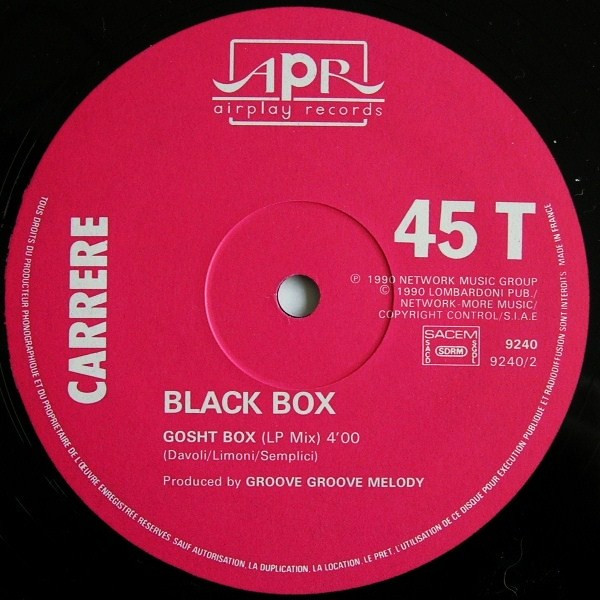 APR
airplay records
CARRERE
45 T
℗ 1990 NETWORK MUSIC GROUP
© 1990 LOMBARDONI PUB./
NETWORK-MORE MUSIC/
COPYRIGHT CONTROL/S.I.A.E
SACEM
SACD
SDRM
SGDL
9240
9240/2
BLACK BOX
GOSHT BOX (LP Mix) 4'00
(Davoli/Limoni/Semplici)
Produced by GROOVE GROOVE MELODY
TOUS DROITS DU PRODUCTEUR PHONOGRAPHIQUE ET DU PROPRIETAIRE DE L'ŒUVRE ENREGISTREE RESERVES. SAUF AUTORISATION, LA DUPLICATION, LA LOCATION, LE PRET, L'UTILISATION DE CE DISQUE POUR EXECUTION PUBLIQUE ET RADIODIFFUSION SONT INTERDITS. MADE IN FRANCE